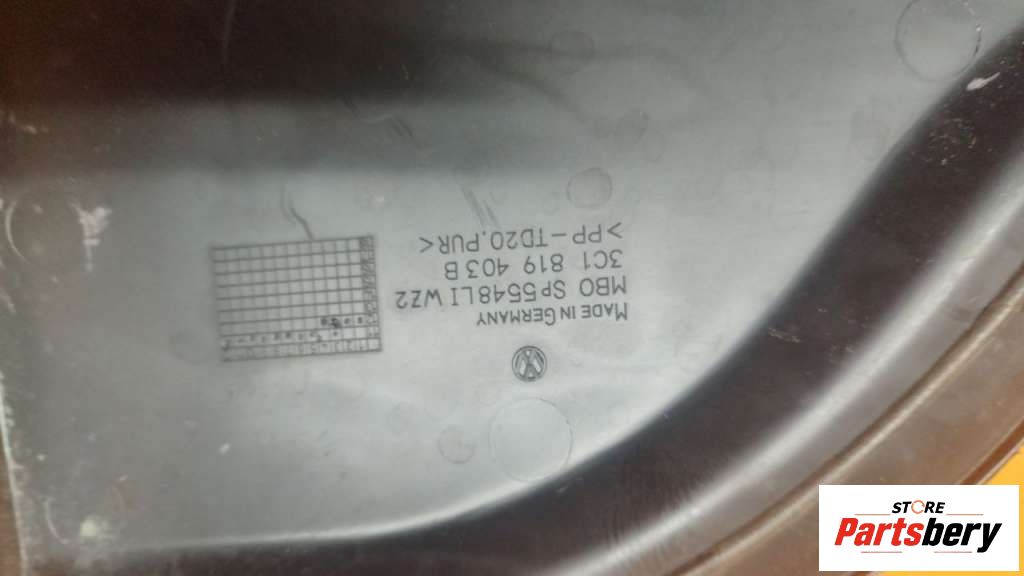 MADE IN GERMANY
MBO SP5548LI WZ2
3C1 819 403 B
>PP-TD20.PUR<
STORE
Partsbery